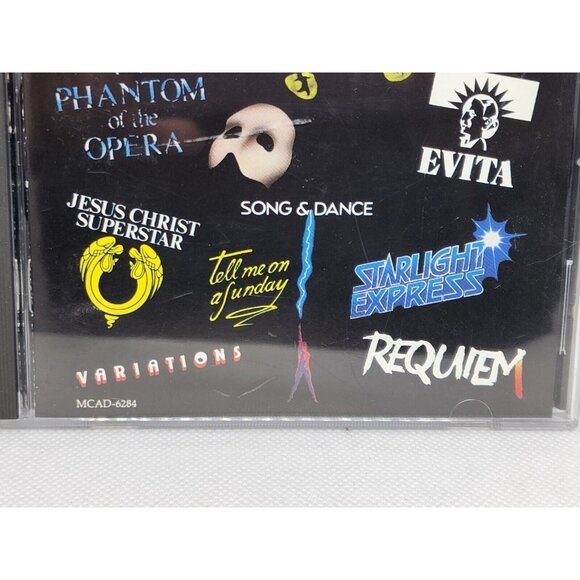 PHANTOM
of the
OPERA
EVITA
JESUS CHRIST
SUPERSTAR
SONG & DANCE
Tell me on
a Sunday
STARLIGHT
EXPRESS
VARIATIONS
REQUIEM
MCAD-6284